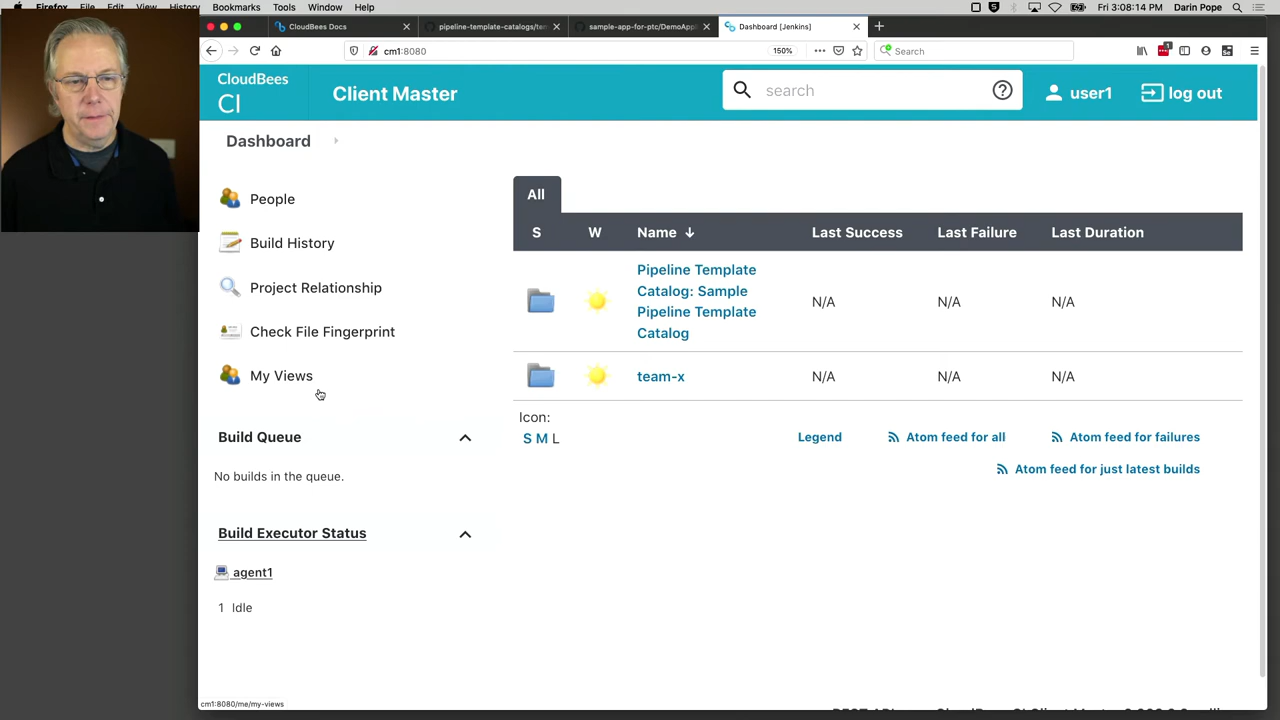 Firefox File Edit View History Bookmarks Tools Window Help
Fri 3:08:14 PM Darin Pope
CloudBees Docs
pipeline-template-catalogs/tem
sample-app-for-ptc/DemoAppl
Dashboard [Jenkins]
cm1:8080
150%
Search
CloudBees
CI
Client Master
search
user1
log out
Dashboard
People
Build History
Project Relationship
Check File Fingerprint
My Views
Build Queue
No builds in the queue.
Build Executor Status
agent1
1 Idle
All
S W Name ↓ Last Success Last Failure Last Duration
Pipeline Template
Catalog: Sample
Pipeline Template
Catalog
N/A N/A N/A
team-x N/A N/A N/A
Icon:
S M L
Legend Atom feed for all Atom feed for failures
Atom feed for just latest builds
cm1:8080/me/my-views